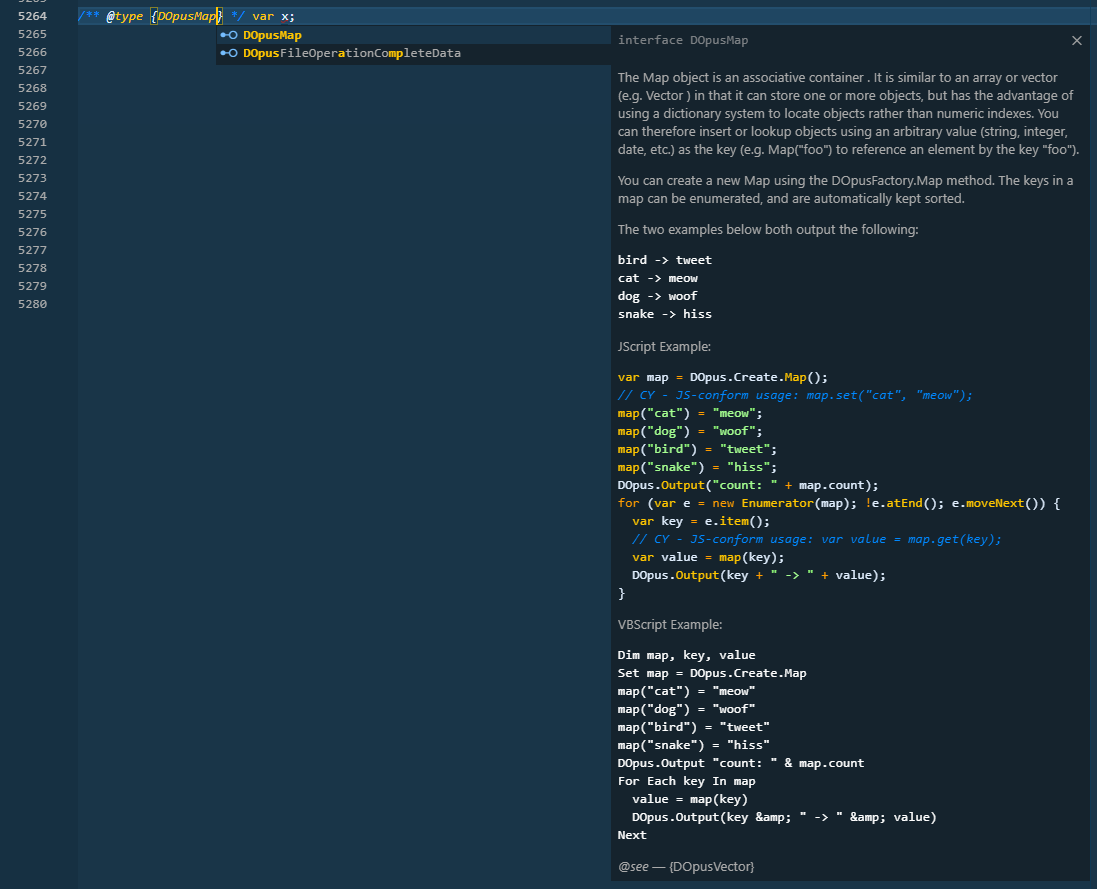 5264 /** @type {DOpusMap} */ var x;
5265 DOpusMap
5266 DOpusFileOperationCompleteData
5267
5268
5269
5270
5271
5272
5273
5274
5275
5276
5277
5278
5279
5280
interface DOpusMap
The Map object is an associative container . It is similar to an array or vector
(e.g. Vector ) in that it can store one or more objects, but has the advantage of
using a dictionary system to locate objects rather than numeric indexes. You
can therefore insert or lookup objects using an arbitrary value (string, integer,
date, etc.) as the key (e.g. Map("foo") to reference an element by the key "foo").
You can create a new Map using the DOpusFactory.Map method. The keys in a
map can be enumerated, and are automatically kept sorted.
The two examples below both output the following:
bird -> tweet
cat -> meow
dog -> woof
snake -> hiss
JScript Example:
var map = DOpus.Create.Map();
// CY - JS-conform usage: map.set("cat", "meow");
map("cat") = "meow";
map("dog") = "woof";
map("bird") = "tweet";
map("snake") = "hiss";
DOpus.Output("count: " + map.count);
for (var e = new Enumerator(map); !e.atEnd(); e.moveNext()) {
var key = e.item();
// CY - JS-conform usage: var value = map.get(key);
var value = map(key);
DOpus.Output(key + " -> " + value);
}
VBScript Example:
Dim map, key, value
Set map = DOpus.Create.Map
map("cat") = "meow"
map("dog") = "woof"
map("bird") = "tweet"
map("snake") = "hiss"
DOpus.Output "count: " & map.count
For Each key In map
value = map(key)
DOpus.Output(key &amp; " -> " &amp; value)
Next
@see — {DOpusVector}